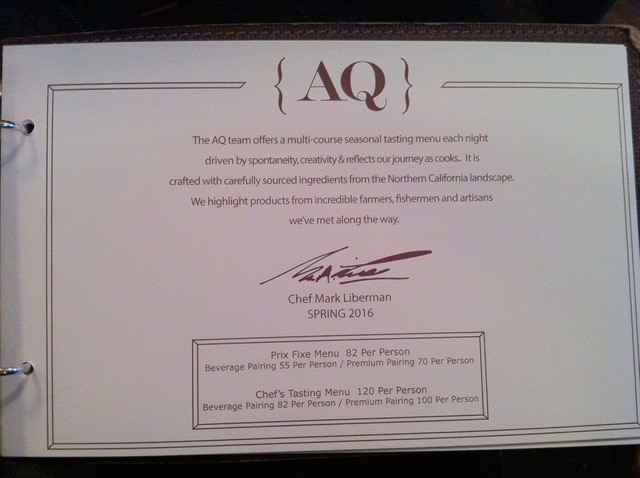 { AQ }
The AQ team offers a multi-course seasonal tasting menu each night
driven by spontaneity, creativity & reflects our journey as cooks.. It is
crafted with carefully sourced ingredients from the Northern California landscape.
We highlight products from incredible farmers, fishermen and artisans
we've met along the way.
Chef Mark Liberman
SPRING 2016
Prix Fixe Menu 82 Per Person
Beverage Pairing 55 Per Person / Premium Pairing 70 Per Person
Chef's Tasting Menu 120 Per Person
Beverage Pairing 82 Per Person / Premium Pairing 100 Per Person